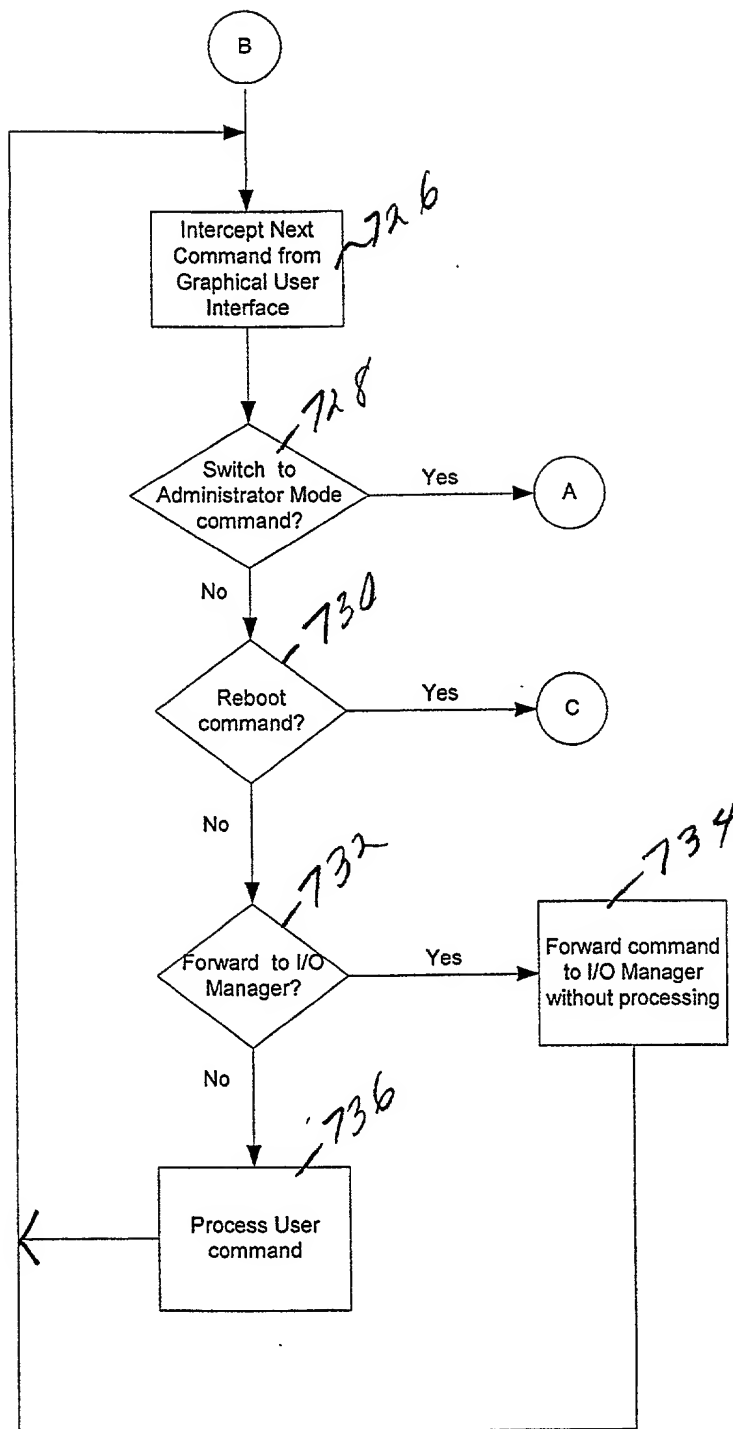 B
Intercept Next
Command from
Graphical User
Interface
726
728
Switch to
Administrator Mode
command?
Yes
A
No
730
Reboot
command?
Yes
C
No
732
734
Forward to I/O
Manager?
Yes
Forward command
to I/O Manager
without processing
No
736
Process User
command